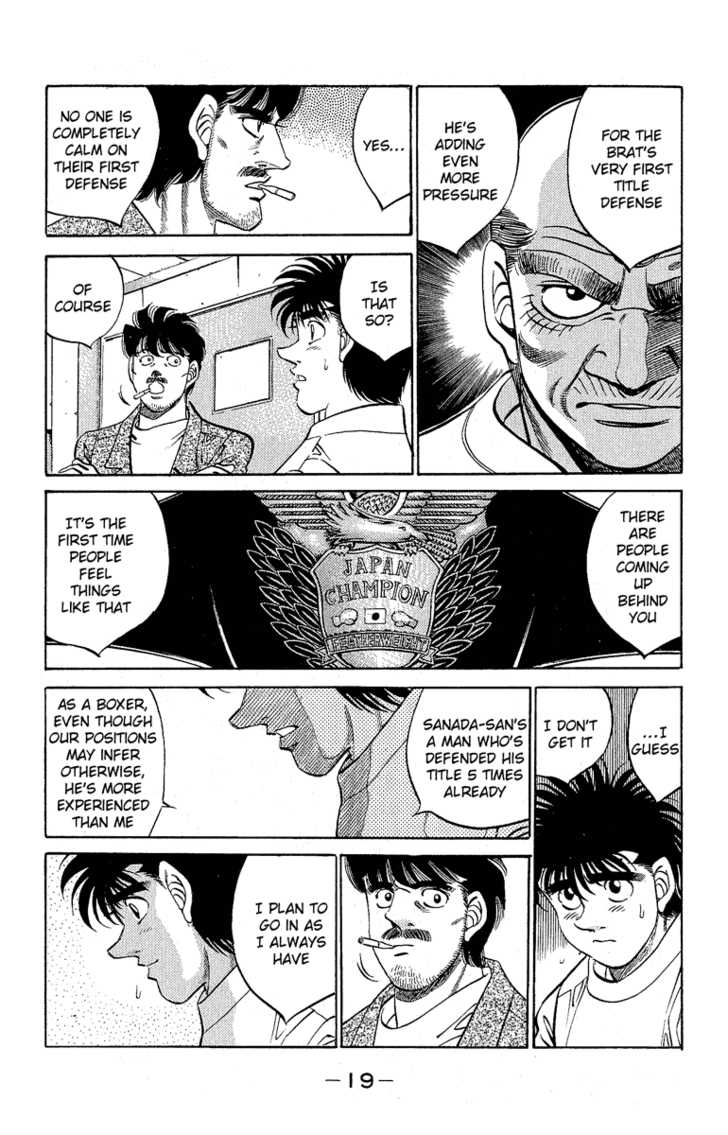 FOR THE
BRAT'S
VERY FIRST
TITLE
DEFENSE
HE'S
ADDING
EVEN
MORE
PRESSURE
YES...
NO ONE IS
COMPLETELY
CALM ON
THEIR FIRST
DEFENSE
IS
THAT
SO?
OF
COURSE
THERE
ARE
PEOPLE
COMING
UP
BEHIND
YOU
JAPAN
CHAMPION
IT'S THE
FIRST TIME
PEOPLE
FEEL
THINGS
LIKE THAT
...I
GUESS
I DON'T
GET IT
SANADA-SAN'S
A MAN WHO'S
DEFENDED HIS
TITLE 5 TIMES
ALREADY
AS A BOXER,
EVEN THOUGH
OUR POSITIONS
MAY INFER
OTHERWISE,
HE'S MORE
EXPERIENCED
THAN ME
I PLAN TO
GO IN AS
I ALWAYS
HAVE
—19—